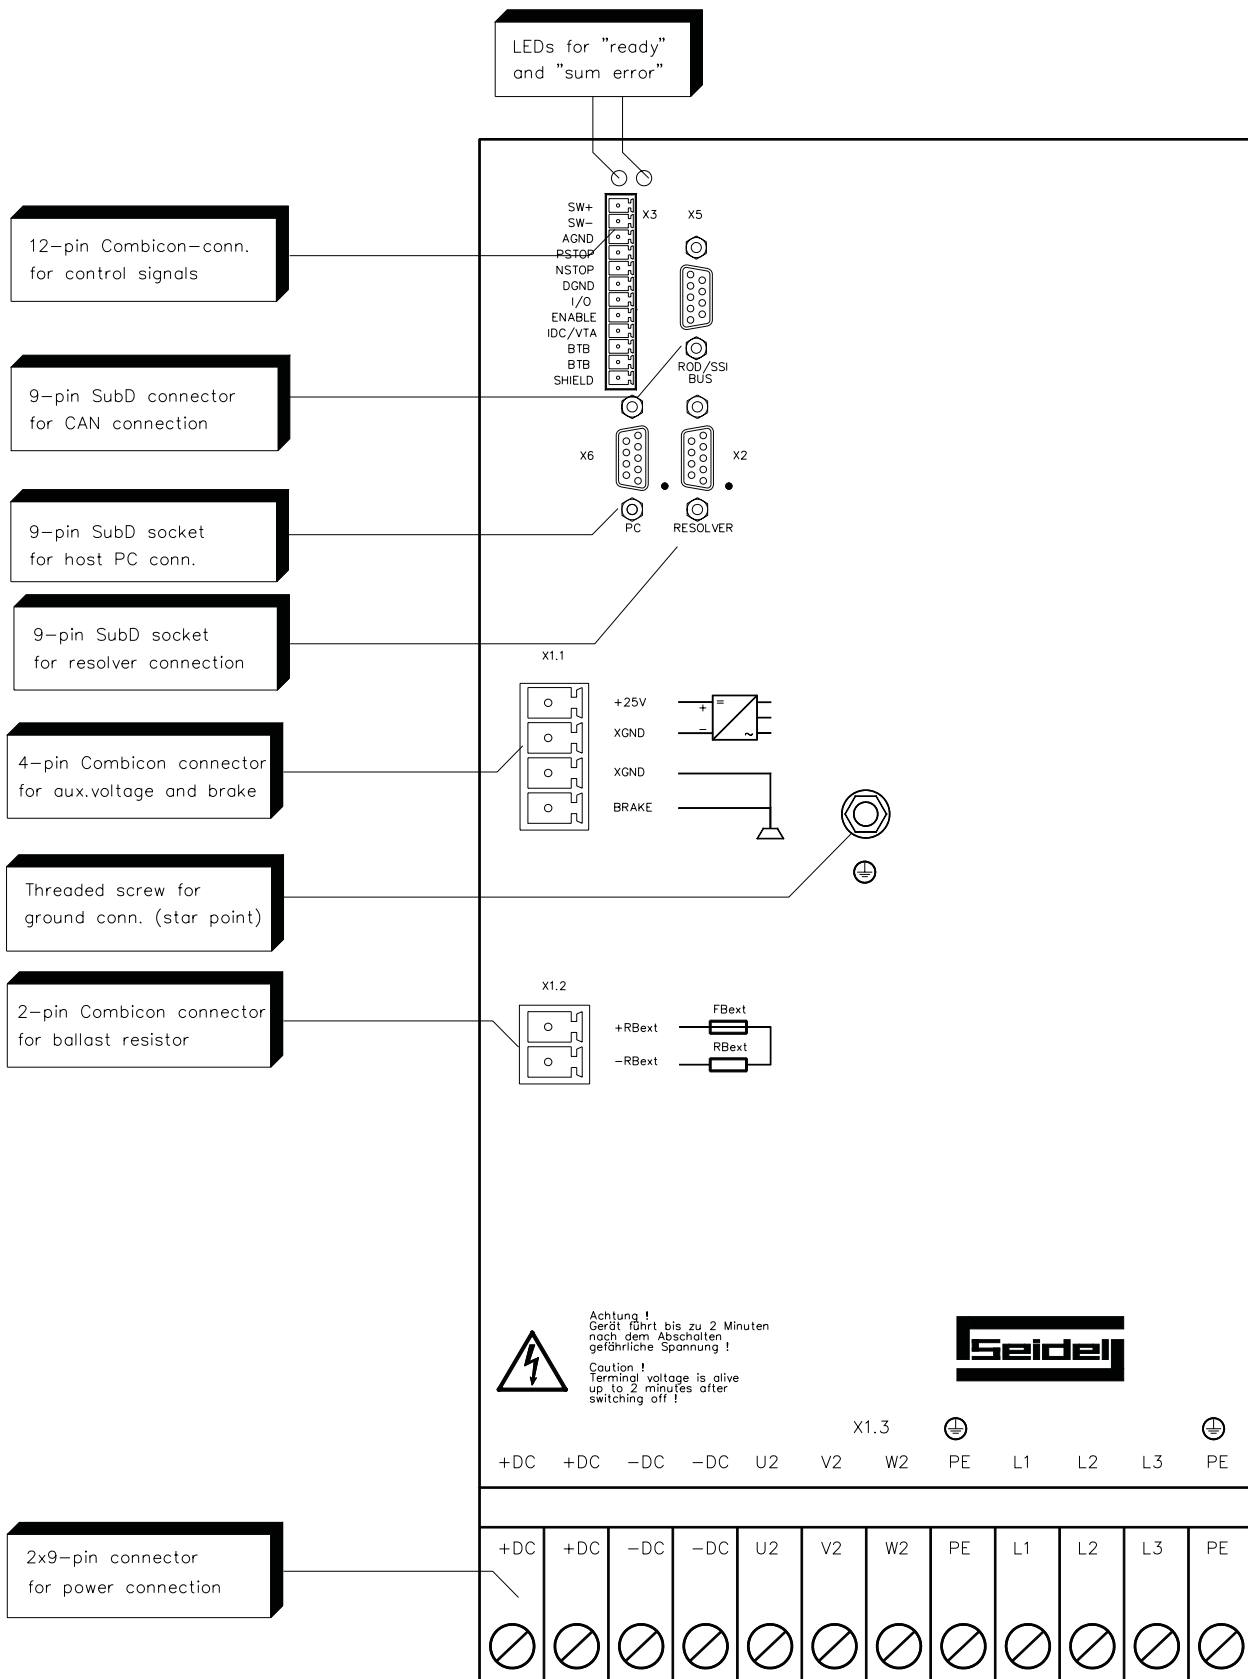 LEDs for "ready"
and "sum error"
12-pin Combicon-conn.
for control signals
SW+
SW-
AGND
PSTOP
NSTOP
DGND
I/O
ENABLE
IDC/VTA
BTB
BTB
SHIELD
X3
X5
ROD/SSI
BUS
9-pin SubD connector
for CAN connection
X6
X2
PC
RESOLVER
9-pin SubD socket
for host PC conn.
9-pin SubD socket
for resolver connection
X1.1
+25V
XGND
XGND
BRAKE
+
-
=
~
4-pin Combicon connector
for aux.voltage and brake
Threaded screw for
ground conn. (star point)
2-pin Combicon connector
for ballast resistor
X1.2
+RBext
-RBext
FBext
RBext
Achtung !
Gerät führt bis zu 2 Minuten
nach dem Abschalten
gefährliche Spannung !
Caution !
Terminal voltage is alive
up to 2 minutes after
switching off !
Seidel
X1.3
+DC +DC -DC -DC U2 V2 W2 PE L1 L2 L3 PE
+DC +DC -DC -DC U2 V2 W2 PE L1 L2 L3 PE
2x9-pin connector
for power connection